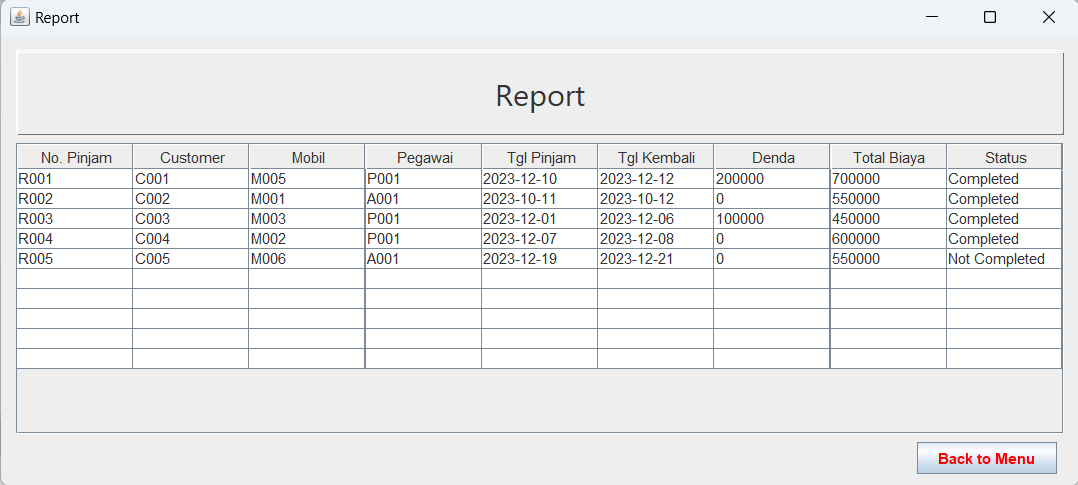 Report
Report
No. Pinjam Customer Mobil Pegawai Tgl Pinjam Tgl Kembali Denda Total Biaya Status
R001 C001 M005 P001 2023-12-10 2023-12-12 200000 700000 Completed
R002 C002 M001 A001 2023-10-11 2023-10-12 0 550000 Completed
R003 C003 M003 P001 2023-12-01 2023-12-06 100000 450000 Completed
R004 C004 M002 P001 2023-12-07 2023-12-08 0 600000 Completed
R005 C005 M006 A001 2023-12-19 2023-12-21 0 550000 Not Completed
Back to Menu